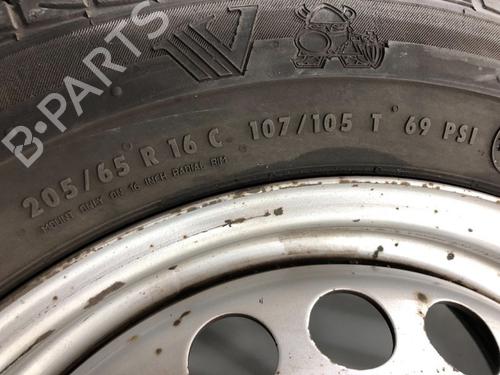 B-PARTS
205/65 R 16 C 107/105 T 69 PSI
MOUNT ONLY ON 16 INCH RADIAL RIM